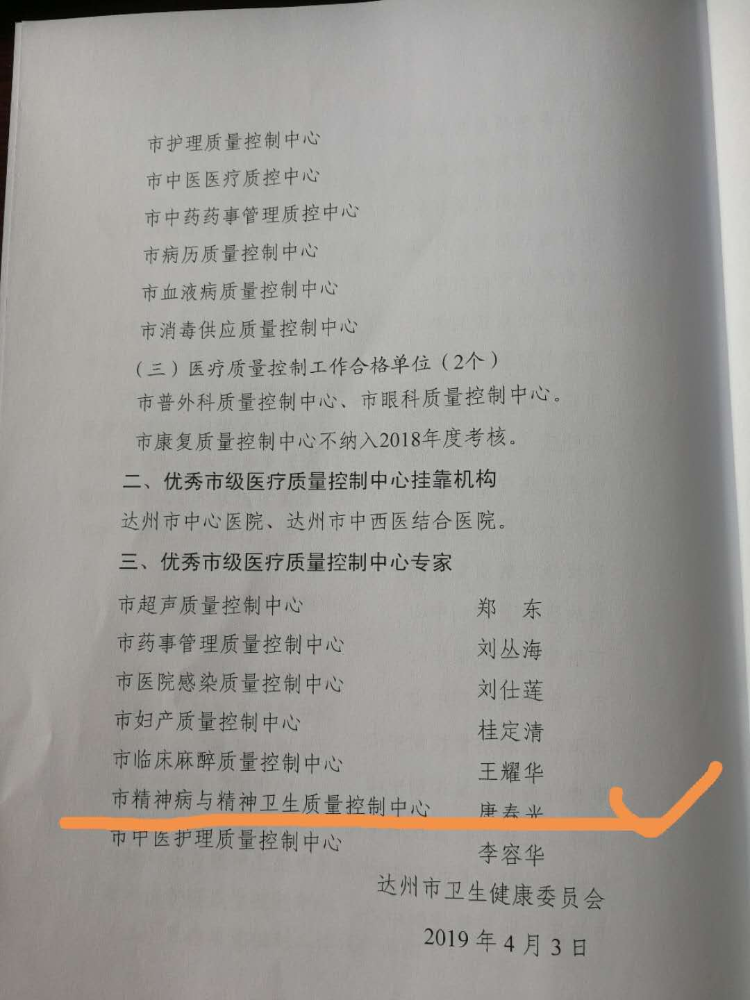 市护理质量控制中心
市中医医疗质控中心
市中药药事管理质控中心
市病历质量控制中心
市血液病质量控制中心
市消毒供应质量控制中心
（三）医疗质量控制工作合格单位（2个）
市普外科质量控制中心、市眼科质量控制中心。
市康复质量控制中心不纳入2018年度考核。
二、优秀市级医疗质量控制中心挂靠机构
达州市中心医院、达州市中西医结合医院。
三、优秀市级医疗质量控制中心专家
市超声质量控制中心 郑 东
市药事管理质量控制中心 刘丛海
市医院感染质量控制中心 刘仕莲
市妇产质量控制中心 桂定清
市临床麻醉质量控制中心 王耀华
市精神病与精神卫生质量控制中心
市中医护理质量控制中心 李容华
达州市卫生健康委员会
2019 年 4 月 3 日